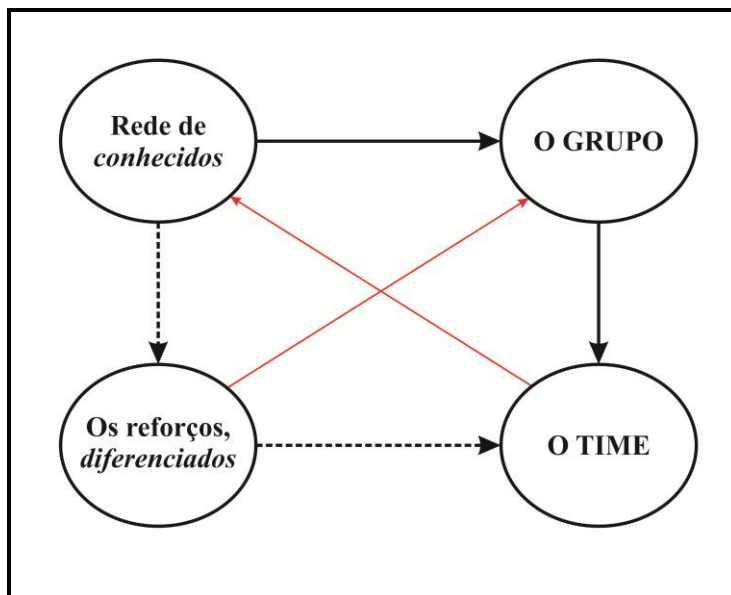 Rede de
conhecidos
O GRUPO
Os reforços,
diferenciados
O TIME